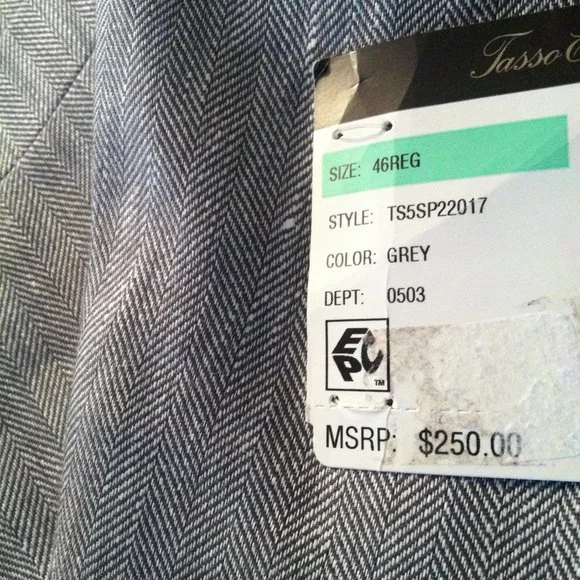 Tasso
SIZE: 46REG
STYLE: TS5SP22017
COLOR: GREY
DEPT: 0503
EPC
TM
MSRP: $250.00